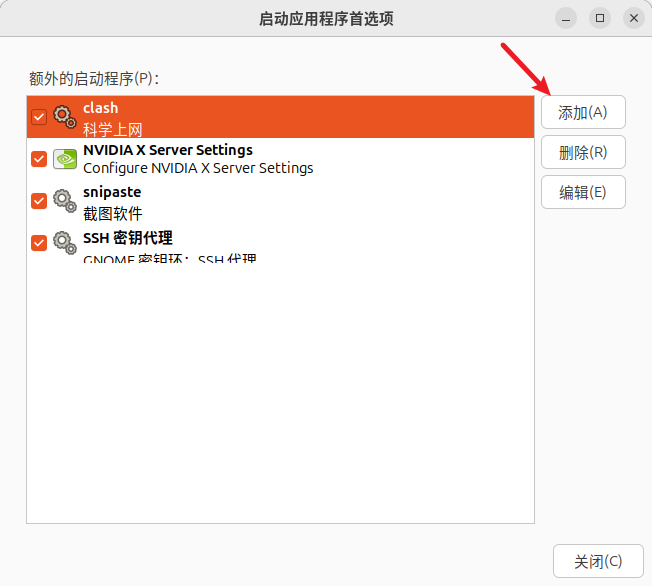 启动应用程序首选项
额外的启动程序(P):
clash
科学上网
NVIDIA X Server Settings
Configure NVIDIA X Server Settings
snipaste
截图软件
SSH 密钥代理
GNOME 密钥环：SSH 代理
添加(A)
删除(R)
编辑(E)
关闭(C)